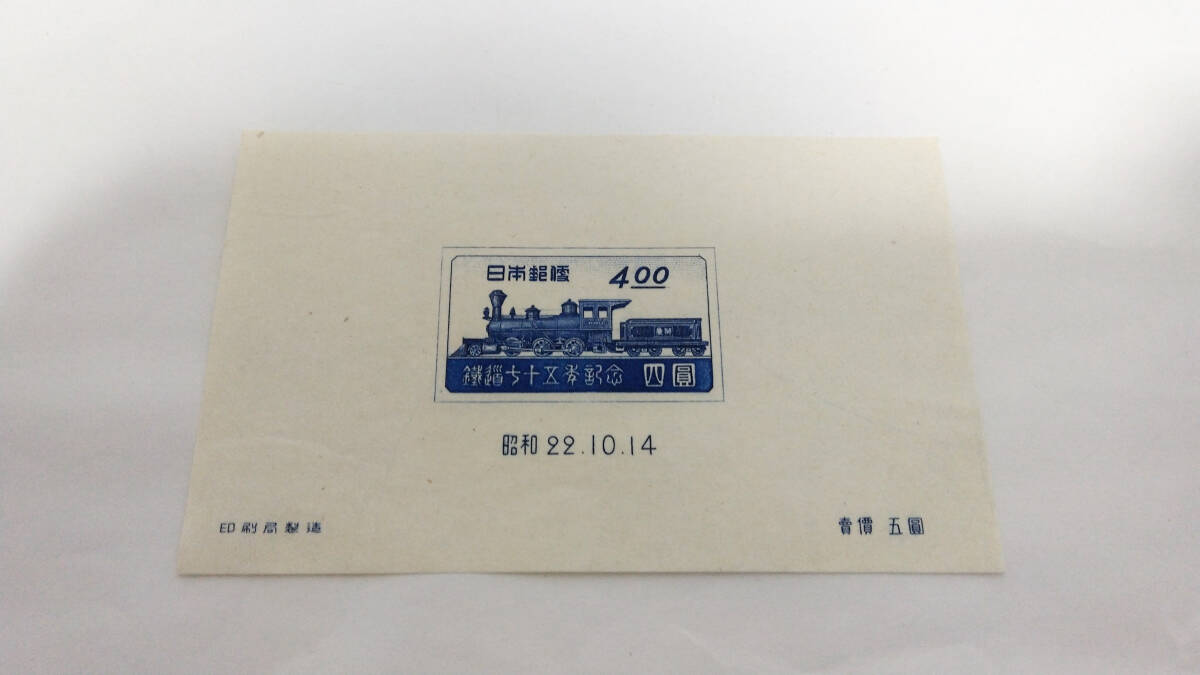 日本郵便 4.00
鐵道七十五年記念 四圓
昭和 22.10.14
印刷局製造
賣價 五圓